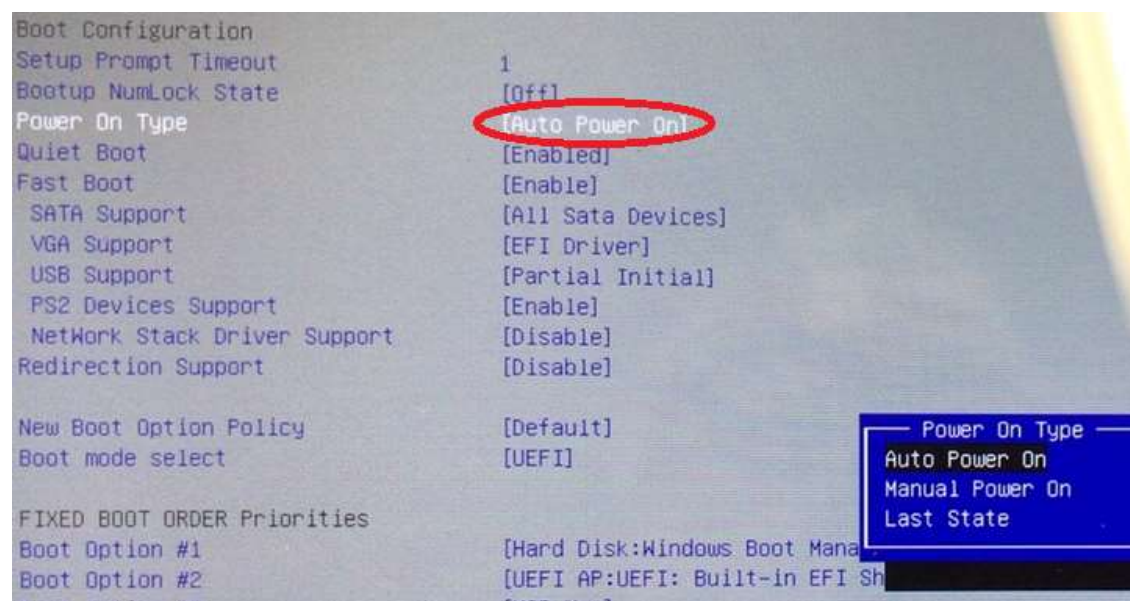 Boot Configuration
Setup Prompt Timeout 1
Bootup NumLock State [Off]
Power On Type [Auto Power On]
Quiet Boot [Enabled]
Fast Boot [Enable]
SATA Support [All Sata Devices]
VGA Support [EFI Driver]
USB Support [Partial Initial]
PS2 Devices Support [Enable]
NetWork Stack Driver Support [Disable]
Redirection Support [Disable]
New Boot Option Policy [Default]
Boot mode select [UEFI]
FIXED BOOT ORDER Priorities
Boot Option #1 [Hard Disk:Windows Boot Mana
Boot Option #2 [UEFI AP:UEFI: Built-in EFI Sh
Power On Type
Auto Power On
Manual Power On
Last State